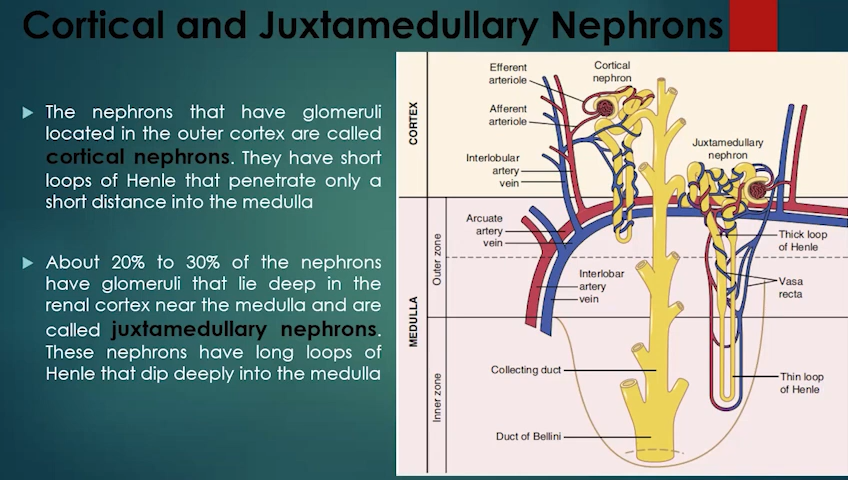 Cortical and Juxtamedullary Nephrons
The nephrons that have glomeruli
located in the outer cortex are called
cortical nephrons. They have short
loops of Henle that penetrate only a
short distance into the medulla
About 20% to 30% of the nephrons
have glomeruli that lie deep in the
renal cortex near the medulla and are
called juxtamedullary nephrons.
These nephrons have long loops of
Henle that dip deeply into the medulla
CORTEX
MEDULLA
Outer zone
Inner zone
Efferent
arteriole
Cortical
nephron
Afferent
arteriole
Interlobular
artery
vein
Juxtamedullary
nephron
Arcuate
artery
vein
Thick loop
of Henle
Interlobar
artery
vein
Vasa
recta
Collecting duct
Thin loop
of Henle
Duct of Bellini